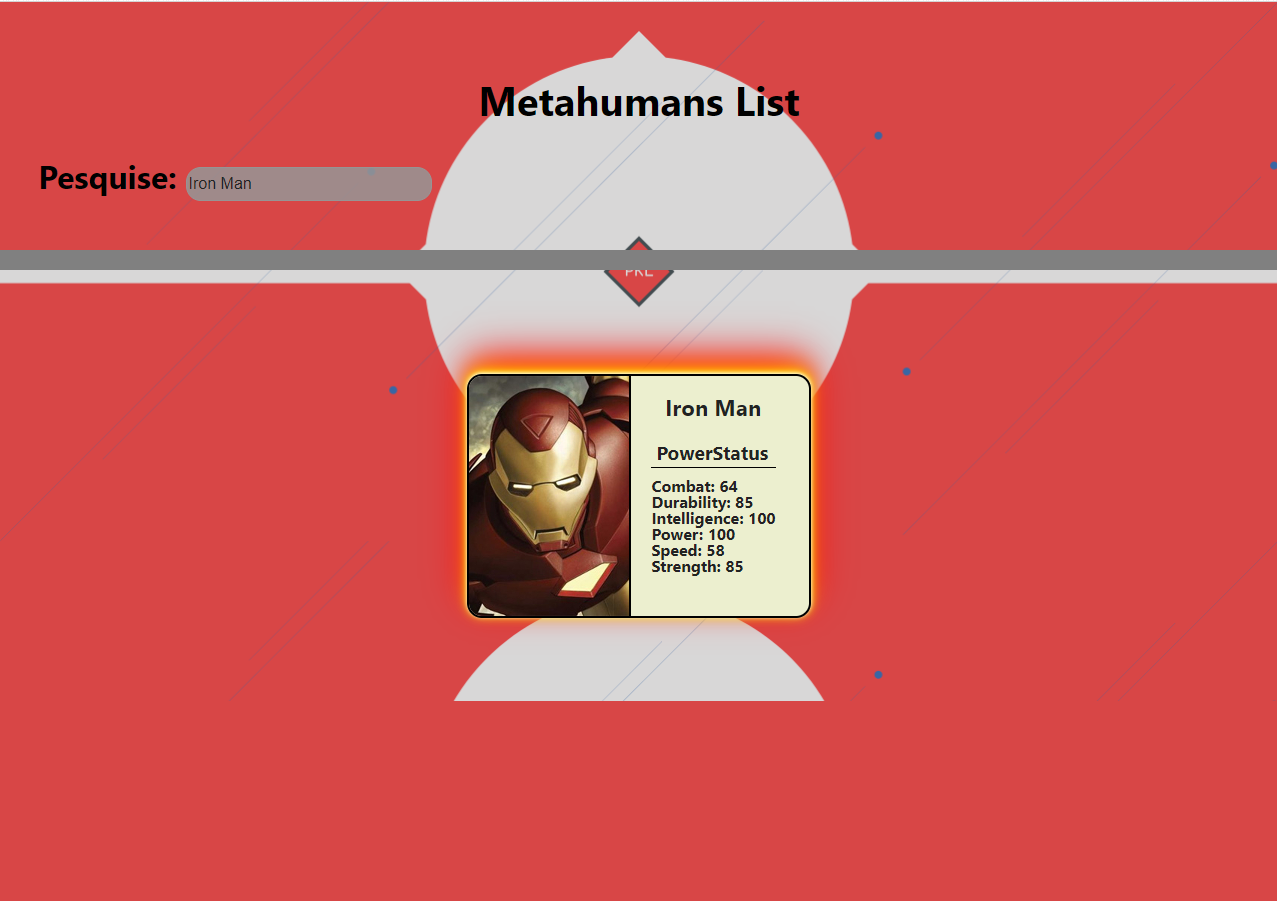 Metahumans List
Pesquise: Iron Man
Iron Man
PowerStatus
Combat: 64
Durability: 85
Intelligence: 100
Power: 100
Speed: 58
Strength: 85